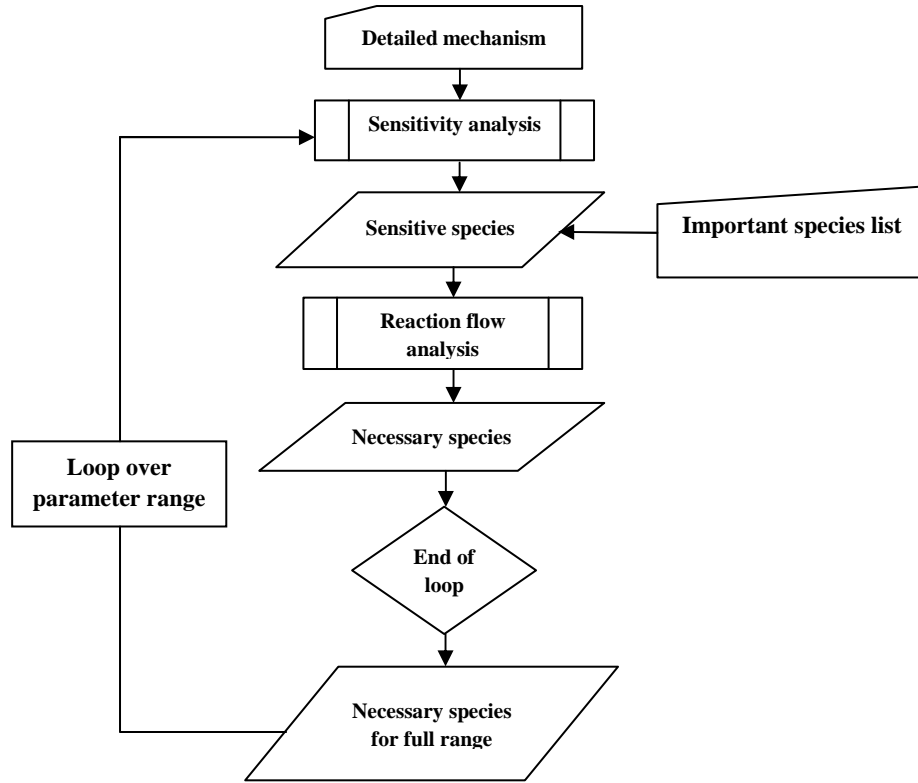 Detailed mechanism
Sensitivity analysis
Sensitive species
Important species list
Reaction flow
analysis
Necessary species
Loop over
parameter range
End of
loop
Necessary species
for full range